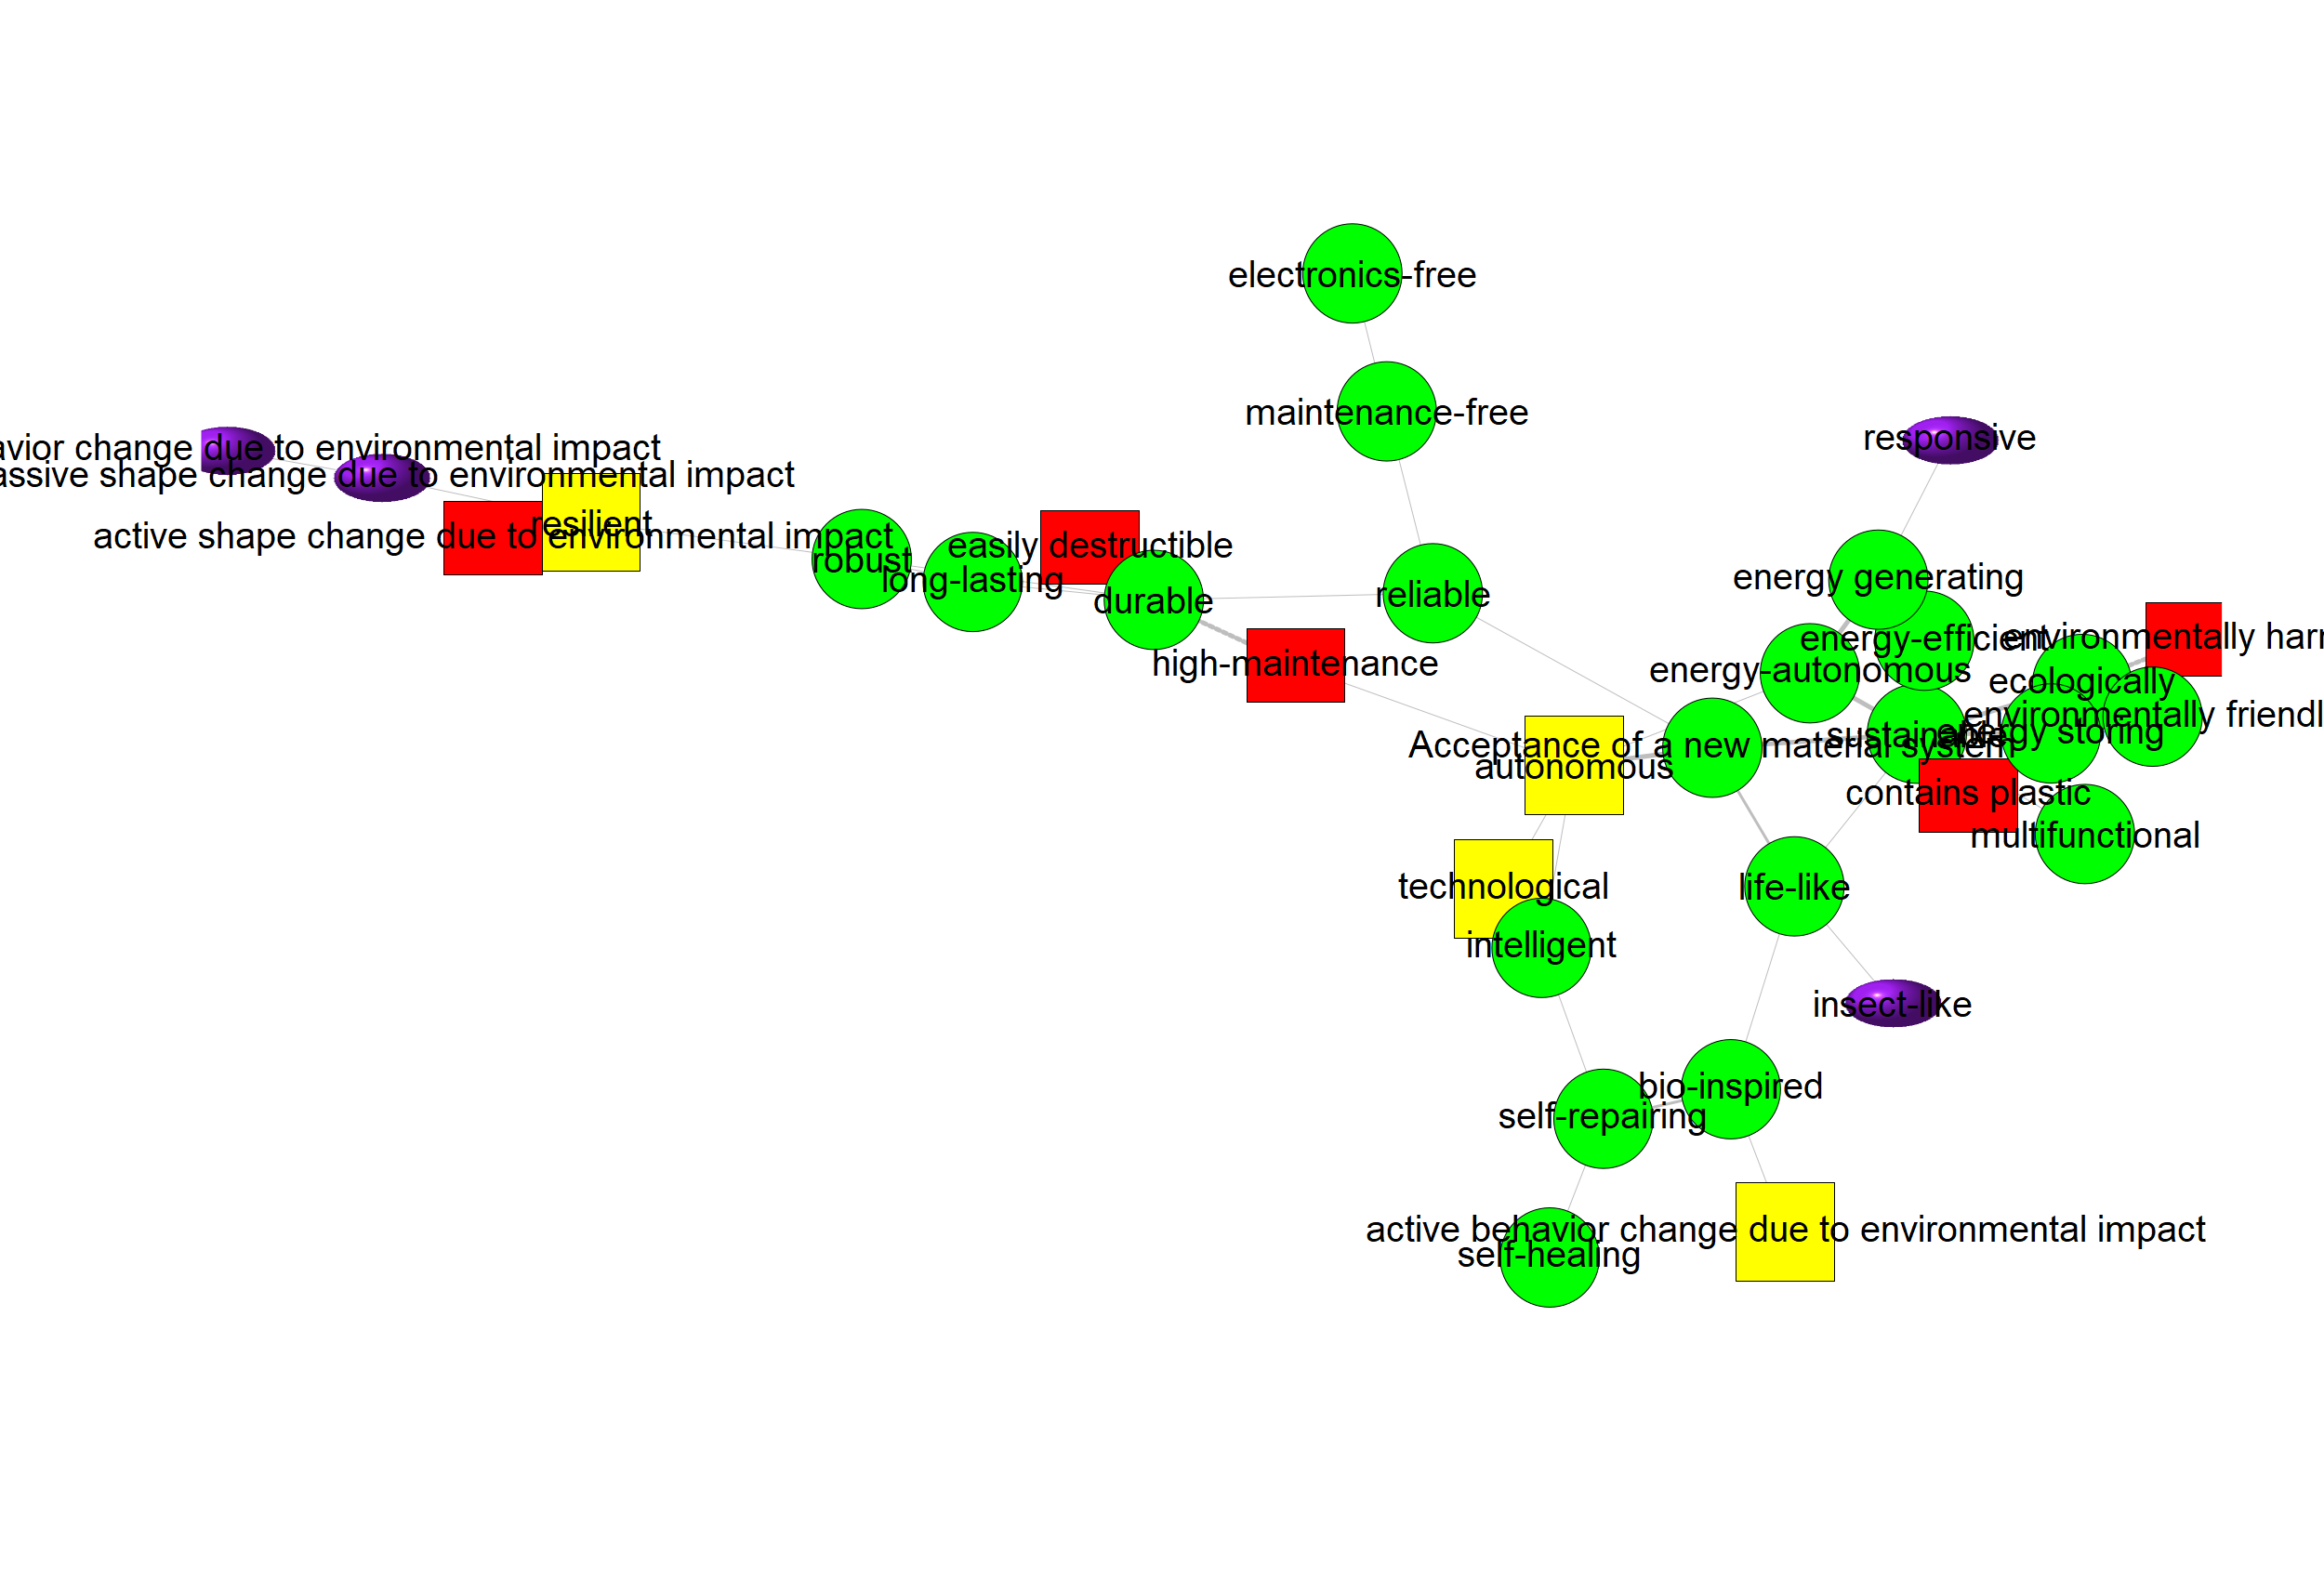 electronics-free
maintenance-free
responsive
avior change due to environmental impact
assive shape change due to environmental impact
resilient
active shape change due to environmental impact
easily destructible
robust
long-lasting
durable
reliable
energy generating
energy-efficient
environmentally harr
high-maintenance
energy-autonomous
ecologically
environmentally friendl
sustainable
energy storing
Acceptance of a new material system
autonomous
contains plastic
multifunctional
technological
life-like
intelligent
insect-like
bio-inspired
self-repairing
active behavior change due to environmental impact
self-healing